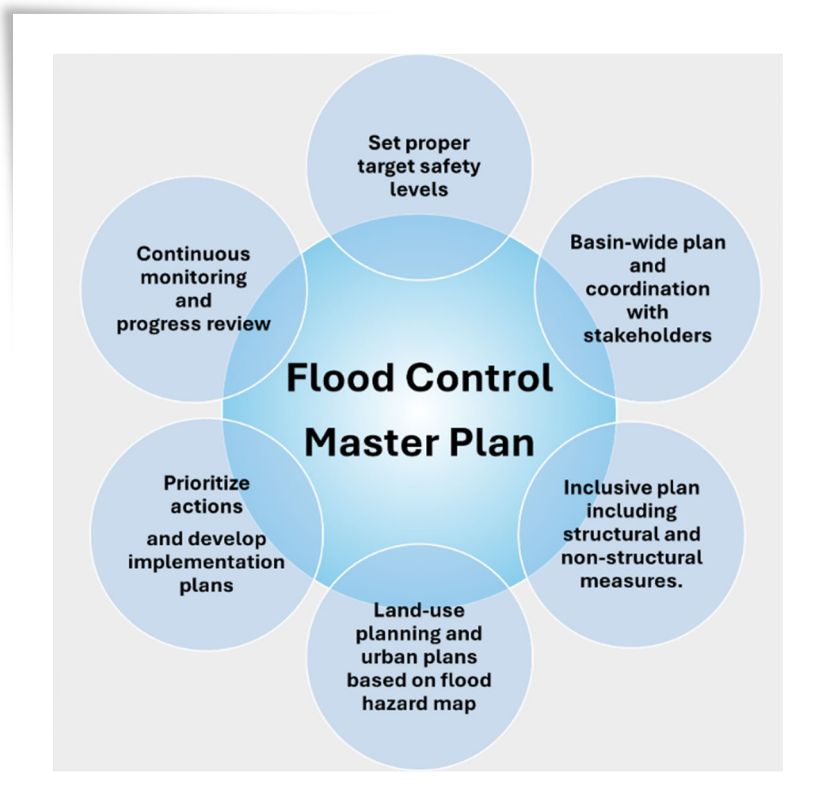 Set proper
target safety
levels
Basin-wide plan
and
coordination
with
stakeholders
Inclusive plan
including
structural and
non-structural
measures.
Land-use
planning and
urban plans
based on flood
hazard map
Prioritize
actions
and develop
implementation
plans
Continuous
monitoring
and
progress review
Flood Control
Master Plan